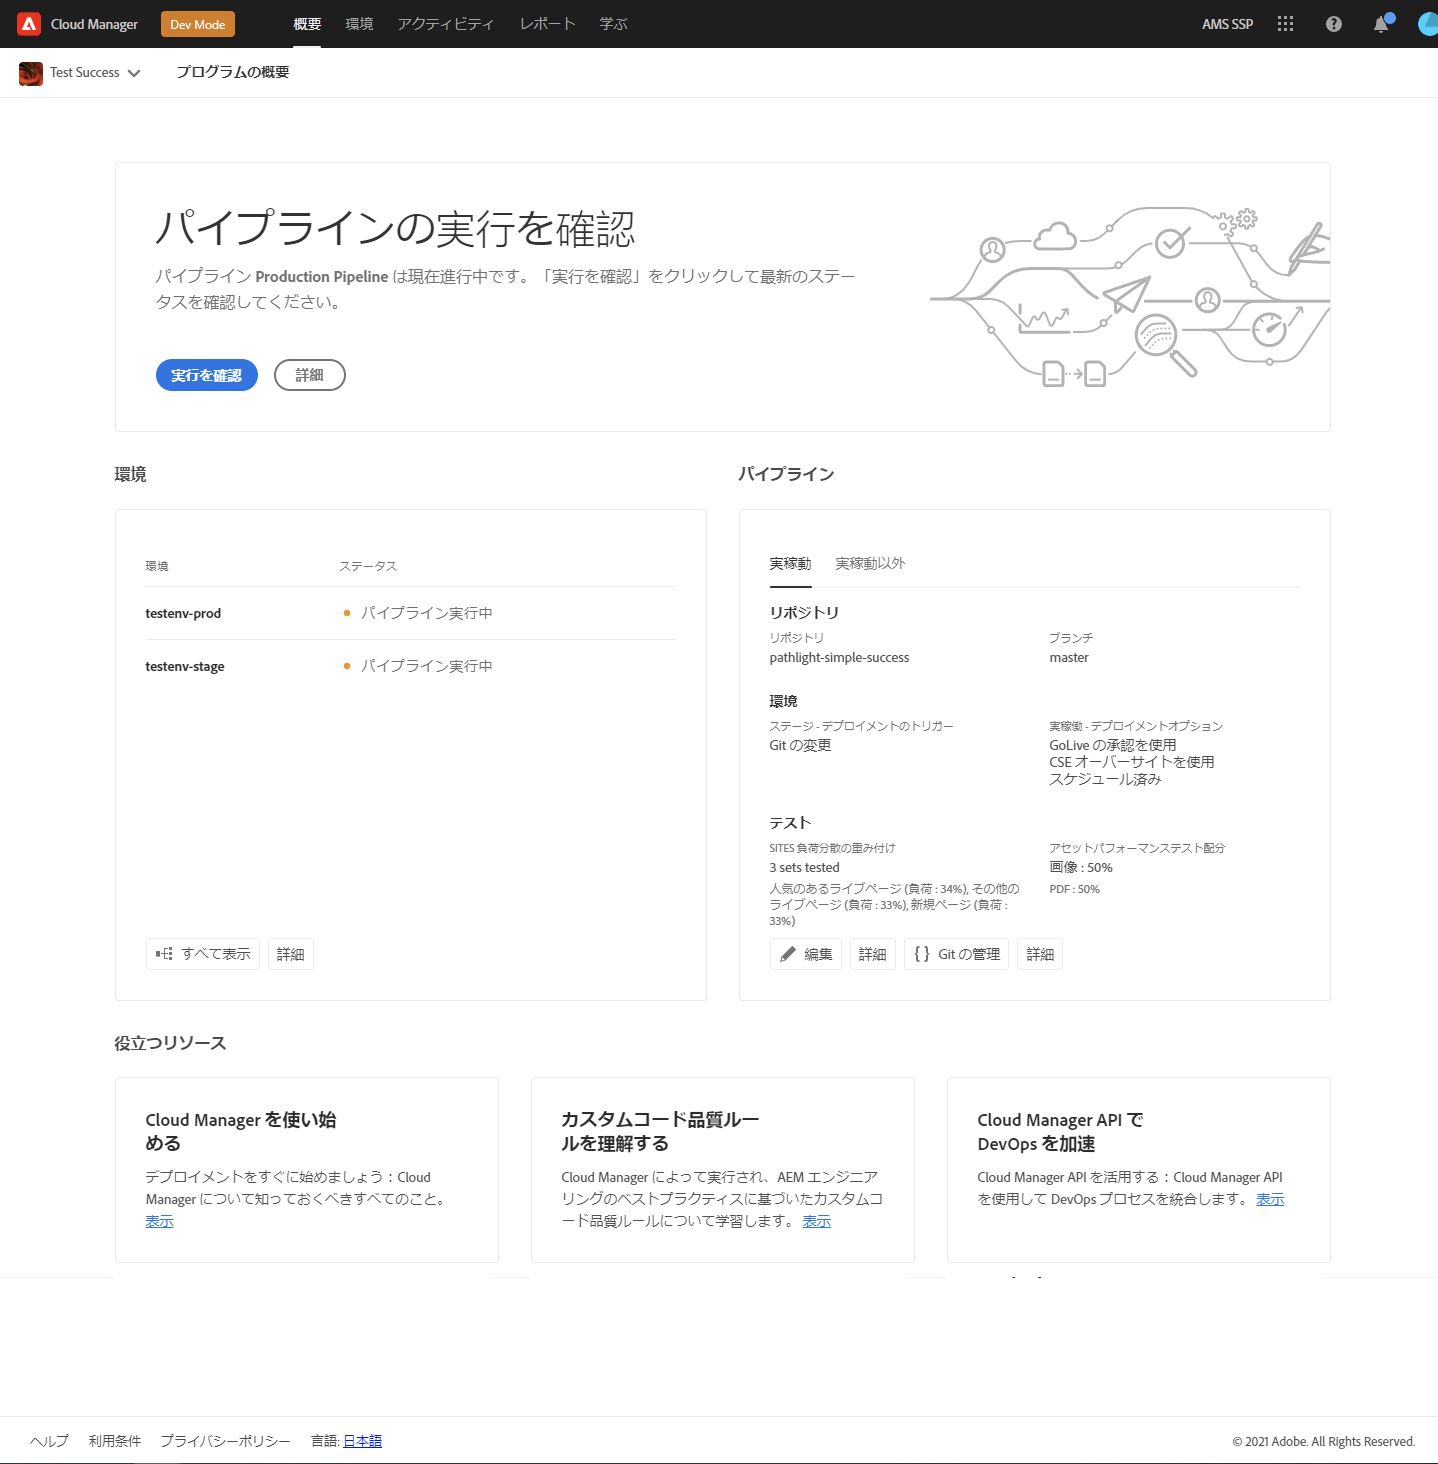 Cloud Manager Dev Mode 概要 環境 アクティビティ レポート 学ぶ AMS SSP
Test Success プログラムの概要
パイプラインの実行を確認
パイプライン Production Pipeline は現在進行中です。「実行を確認」をクリックして最新のステー
タスを確認してください。
実行を確認 詳細
環境
環境 ステータス
testenv-prod パイプライン実行中
testenv-stage パイプライン実行中
すべて表示 詳細
パイプライン
実稼動 実稼動以外
リポジトリ
リポジトリ ブランチ
pathlight-simple-success master
環境
ステージ - デプロイメントのトリガー 実稼働 - デプロイメントオプション
Git の変更 GoLive の承認を使用
CSE オーバーサイトを使用
スケジュール済み
テスト
SITES 負荷分散の重み付け アセットパフォーマンステスト配分
3 sets tested 画像 : 50%
人気のあるライブページ (負荷 : 34%), その他の PDF : 50%
ライブページ (負荷 : 33%), 新規ページ (負荷 :
33%)
編集 詳細 Git の管理 詳細
役立つリソース
Cloud Manager を使い始
める
デプロイメントをすぐに始めましょう：Cloud
Manager について知っておくべきすべてのこと。
表示
カスタムコード品質ルー
ルを理解する
Cloud Manager によって実行され、AEM エンジニア
リングのベストプラクティスに基づいたカスタムコ
ード品質ルールについて学習します。 表示
Cloud Manager API で
DevOps を加速
Cloud Manager API を活用する：Cloud Manager API
を使用して DevOps プロセスを統合します。 表示
ヘルプ 利用条件 プライバシーポリシー 言語: 日本語 © 2021 Adobe. All Rights Reserved.